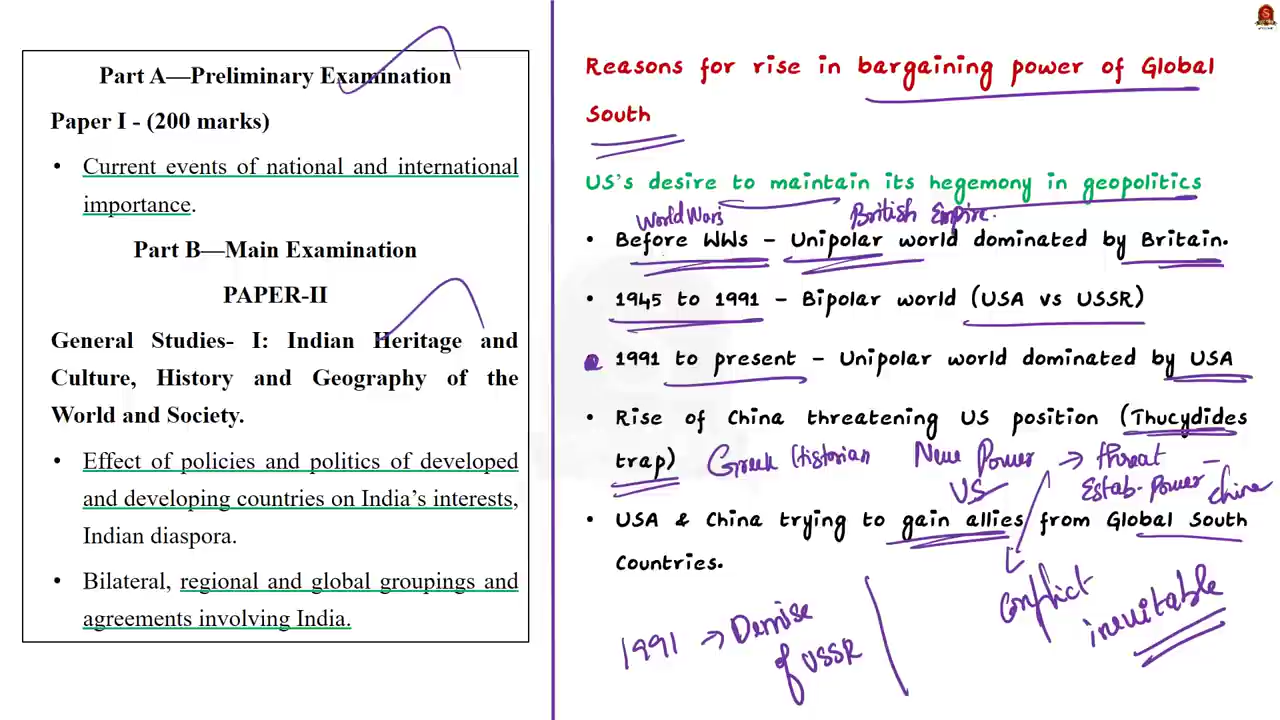 Part A—Preliminary Examination
Paper I - (200 marks)
• Current events of national and international
importance.
Part B—Main Examination
PAPER-II
General Studies- I: Indian Heritage and
Culture, History and Geography of the
World and Society.
• Effect of policies and politics of developed
and developing countries on India's interests,
Indian diaspora.
• Bilateral, regional and global groupings and
agreements involving India.
Reasons for rise in bargaining power of Global
South
US's desire to maintain its hegemony in geopolitics
World Wars British Empire.
• Before WWs - Unipolar world dominated by Britain.
• 1945 to 1991 - Bipolar world (USA vs USSR)
• 1991 to present - Unipolar world dominated by USA
• Rise of China threatening US position (Thucydides
trap) Greek Historian New Power → threat -
US Estab. Power China
• USA & China trying to gain allies from Global South
Countries.
Conflict inevitable
1991 → Demise
of USSR